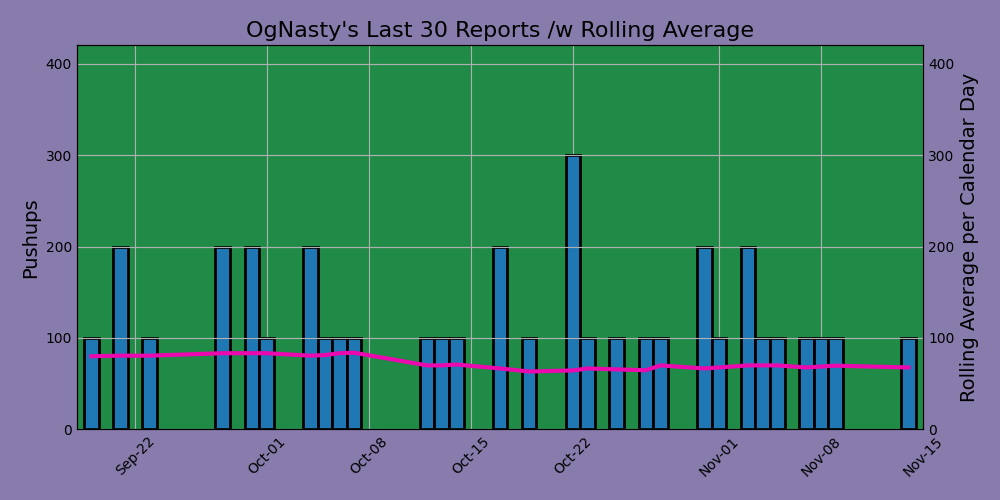 OgNasty's Last 30 Reports /w Rolling Average
Pushups
400
300
200
100
0
400
300
200
100
0
Rolling Average per Calendar Day
Sep-22
Oct-01
Oct-08
Oct-15
Oct-22
Nov-01
Nov-08
Nov-15